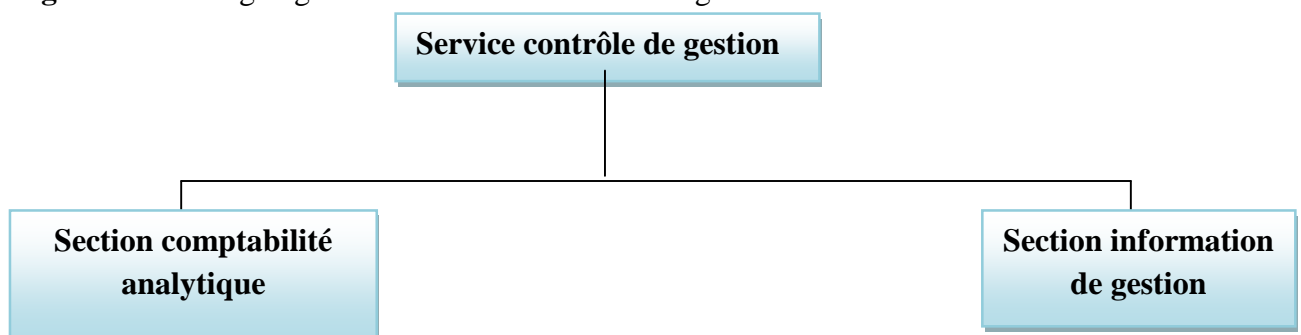 Service contrôle de gestion
Section comptabilité
analytique
Section information
de gestion